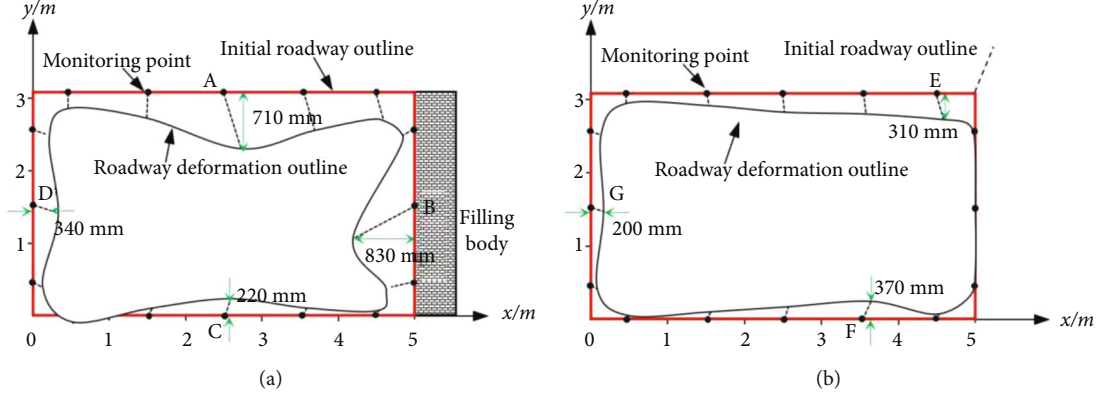 y/m
Initial roadway outline
Monitoring point
A
3
710 mm
Roadway deformation outline
2
D
B
340 mm
Filling body
1
830 mm
220 mm
C
x/m
0 1 2 3 4 5
(a)
y/m
Initial roadway outline
Monitoring point
E
3
310 mm
Roadway deformation outline
2
G
200 mm
1
370 mm
F
x/m
0 1 2 3 4 5
(b)